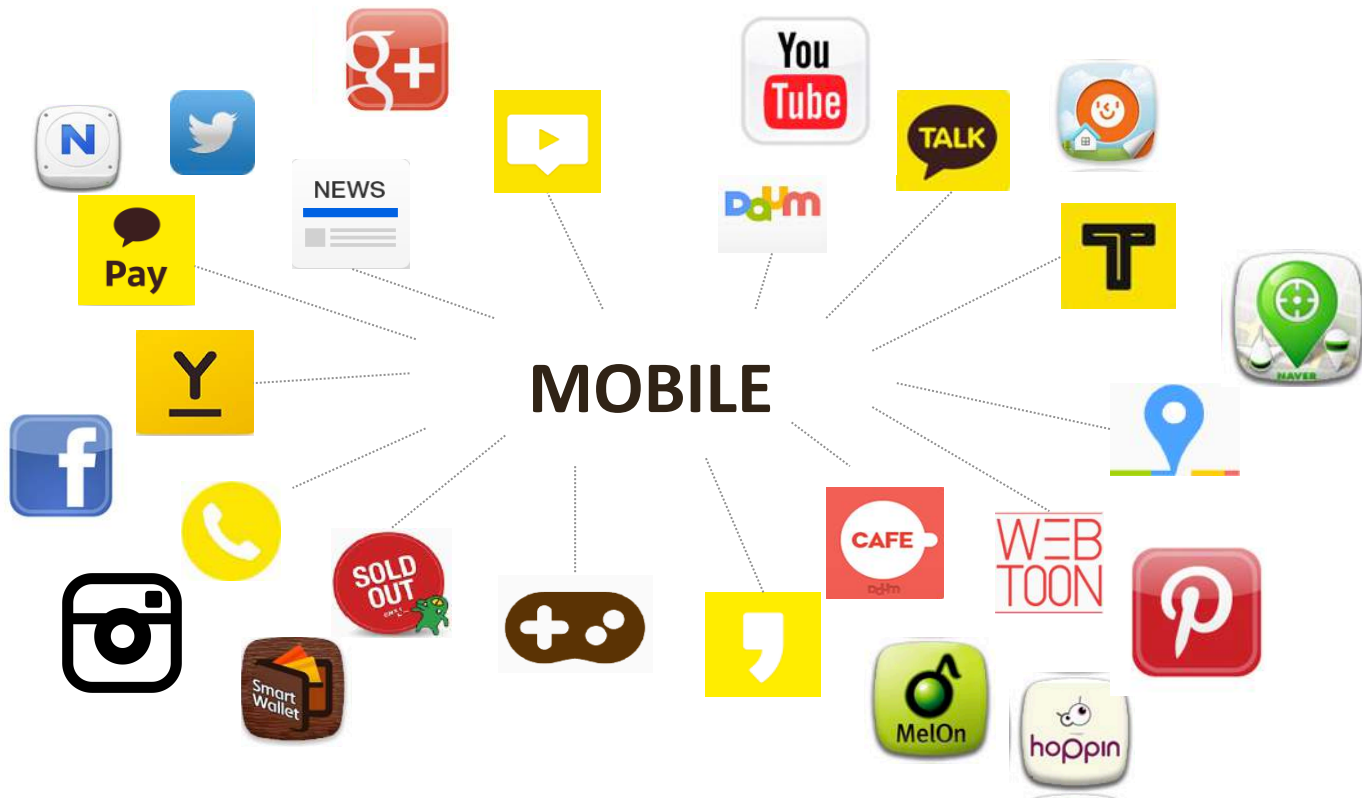 g+
You
Tube
N
TALK
NEWS
Daum
Pay
T
NAVER
Y
MOBILE
f
CAFE
Daum
WEB
TOON
SOLD
OUT
Smart
Wallet
MelOn
hoppin